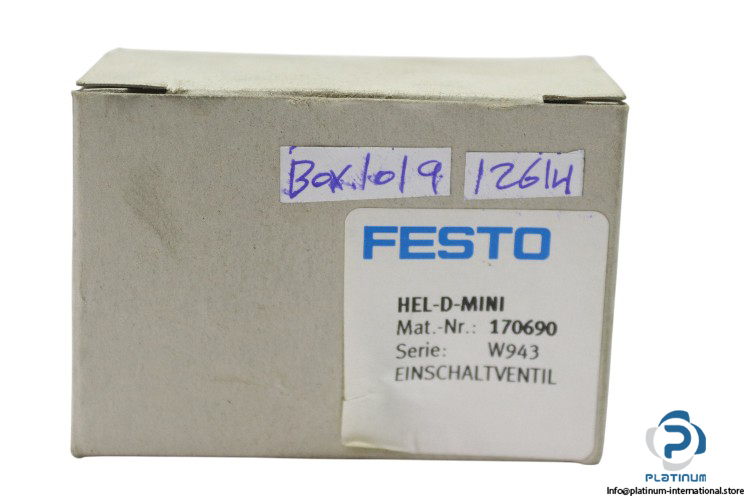 Box.1019 12614
FESTO
HEL-D-MINI
Mat.-Nr.: 170690
Serie: W943
EINSCHALTVENTIL
PLATINUM
Info@platinum-international.store